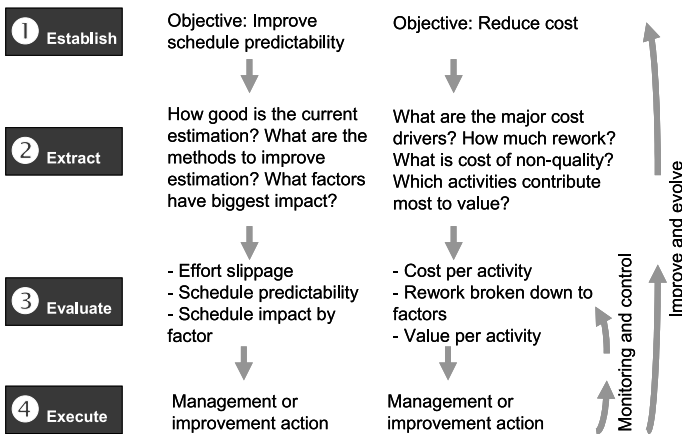 1 Establish
Objective: Improve
schedule predictability
Objective: Reduce cost
2 Extract
How good is the current
estimation? What are the
methods to improve
estimation? What factors
have biggest impact?
What are the major cost
drivers? How much rework?
What is cost of non-quality?
Which activities contribute
most to value?
3 Evaluate
- Effort slippage
- Schedule predictability
- Schedule impact by
factor
- Cost per activity
- Rework broken down to
factors
- Value per activity
4 Execute
Management or
improvement action
Management or
improvement action
Monitoring and control
Improve and evolve